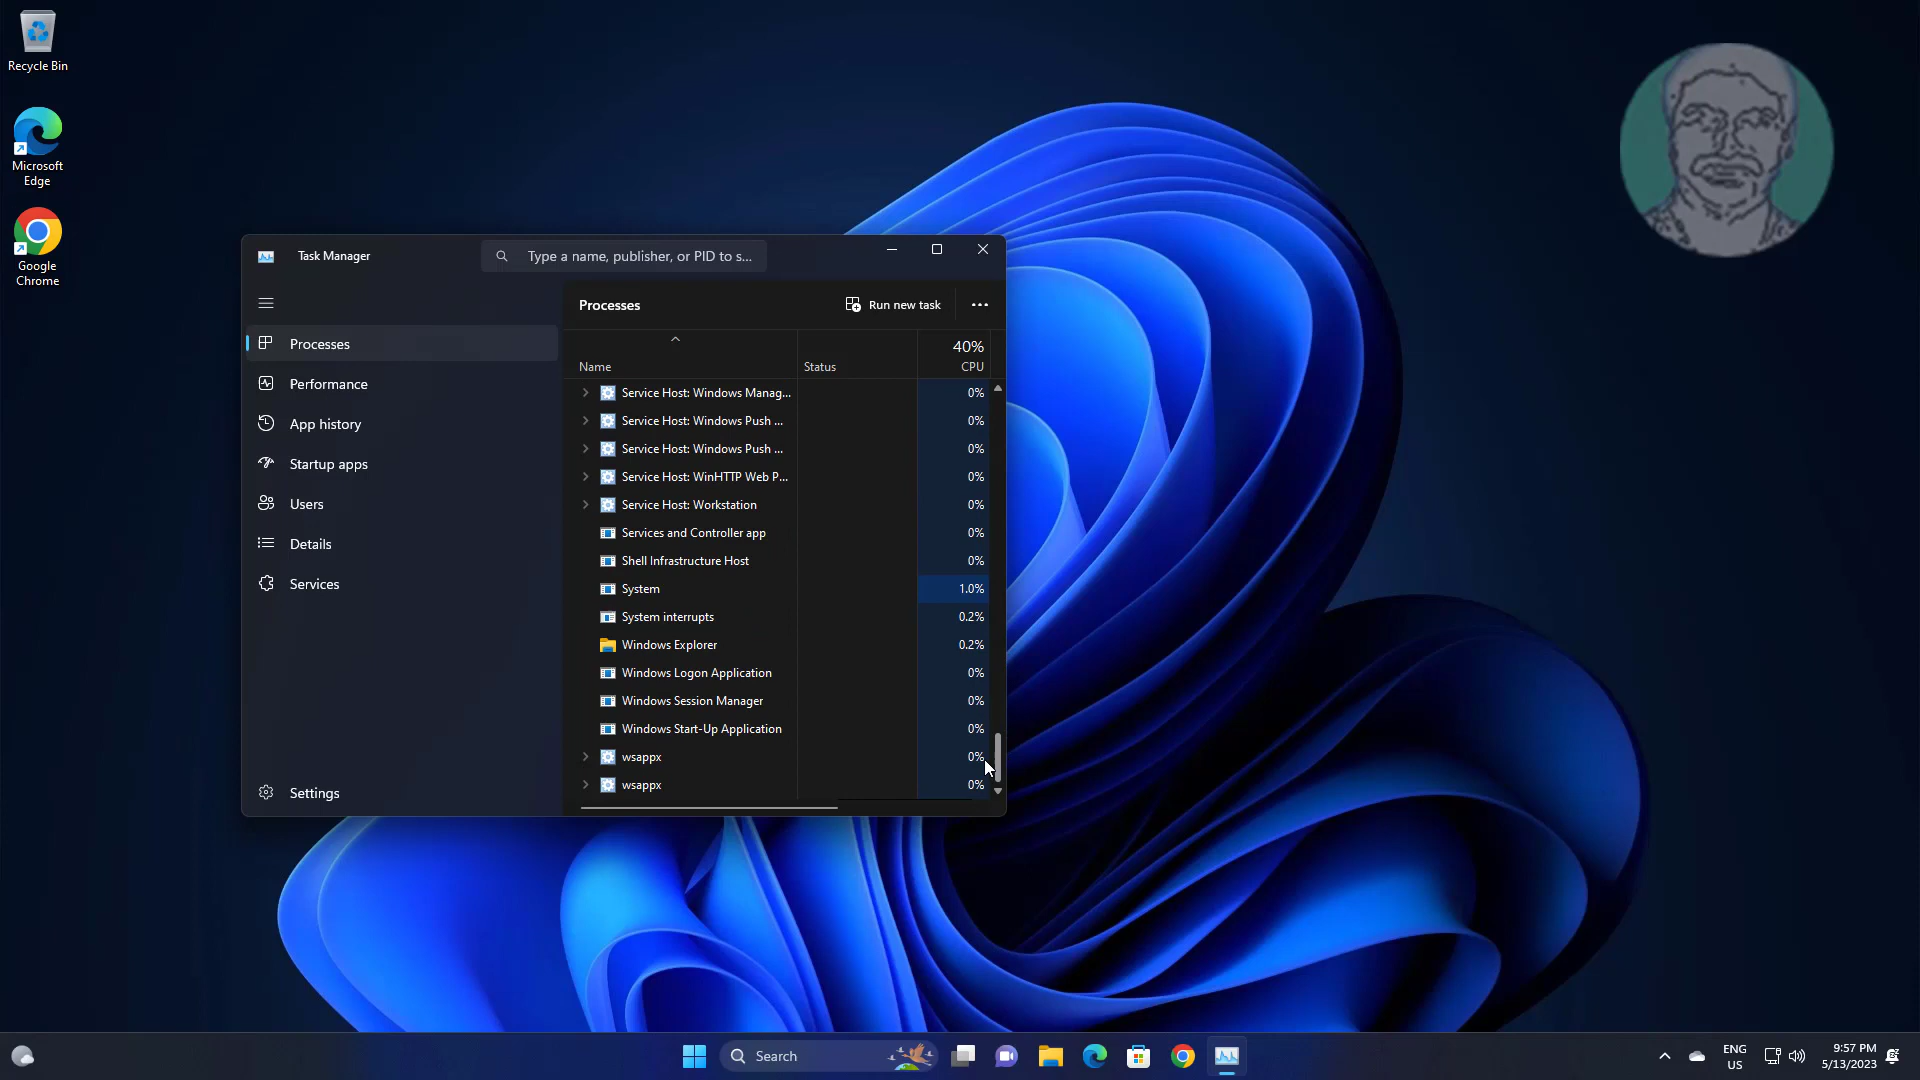 Recycle Bin
Microsoft
Edge
Google
Chrome
Task Manager
Type a name, publisher, or PID to s...
Processes
Run new task
Processes
Performance
App history
Startup apps
Users
Details
Services
Settings
40%
Name Status CPU
Service Host: Windows Manag... 0%
Service Host: Windows Push ... 0%
Service Host: Windows Push ... 0%
Service Host: WinHTTP Web P... 0%
Service Host: Workstation 0%
Services and Controller app 0%
Shell Infrastructure Host 0%
System 1.0%
System interrupts 0.2%
Windows Explorer 0.2%
Windows Logon Application 0%
Windows Session Manager 0%
Windows Start-Up Application 0%
wsappx 0%
wsappx 0%
Search
ENG
US
9:57 PM
5/13/2023